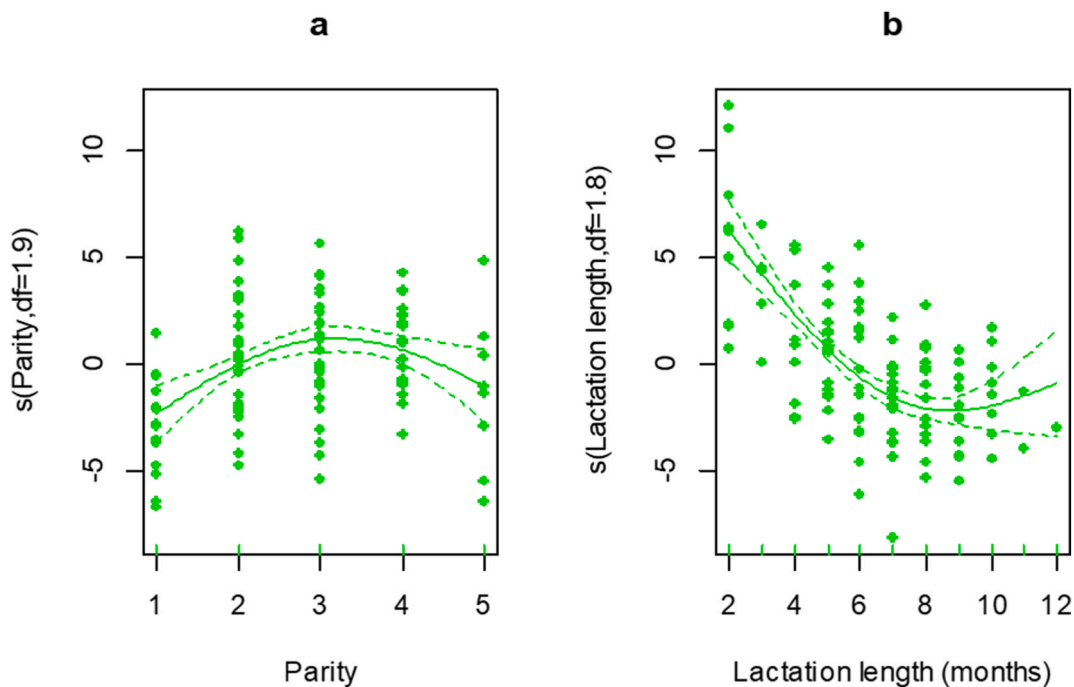 a
s(Parity,df=1.9)
10
5
0
-5
1 2 3 4 5
Parity
b
s(Lactation length,df=1.8)
10
5
0
-5
2 4 6 8 10 12
Lactation length (months)